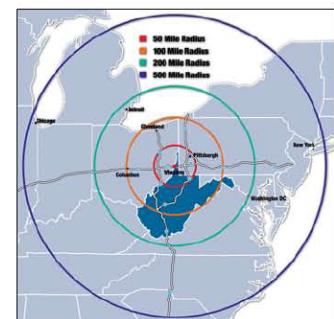 50 Mile Radius
100 Mile Radius
200 Mile Radius
500 Mile Radius
Detroit
Chicago
Cleveland
New York
Pittsburgh
Columbus
Wheeling
Washington DC